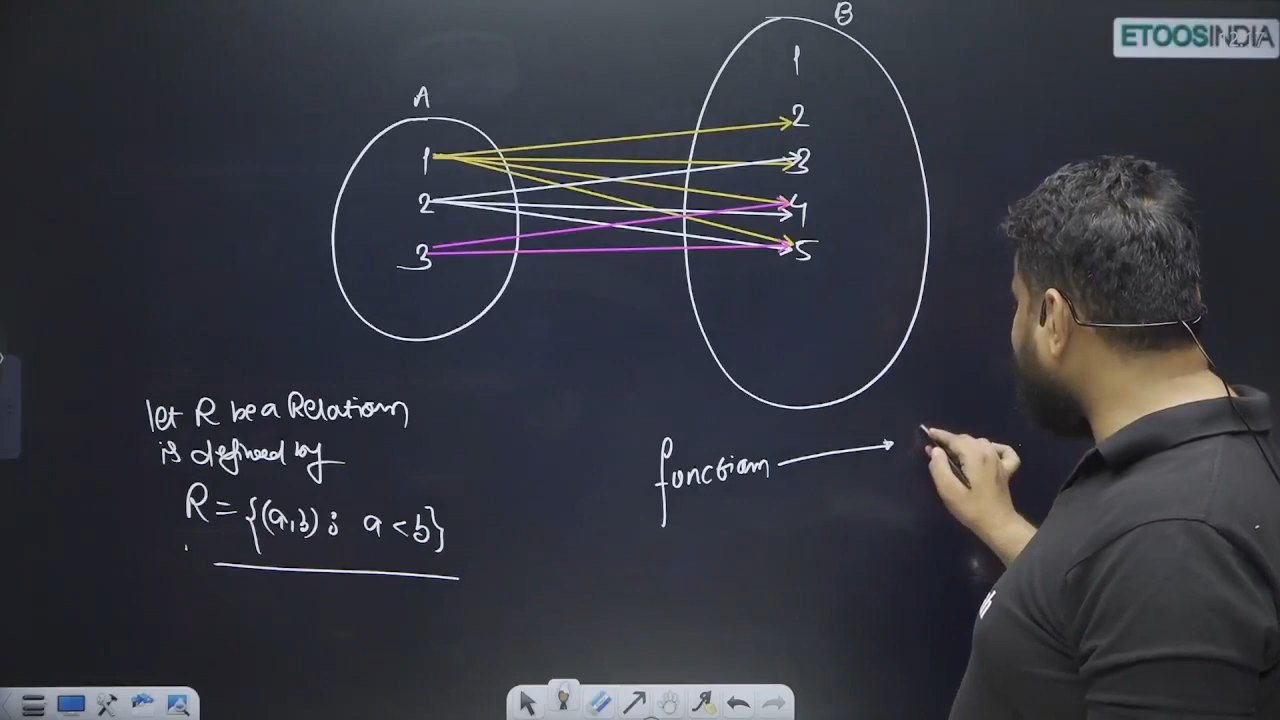 ETOOSINDIA
B
A
1
2
3
1
2
3
4
5
let R be a Relation
is defined by
R = {(a,b) ; a < b}
function